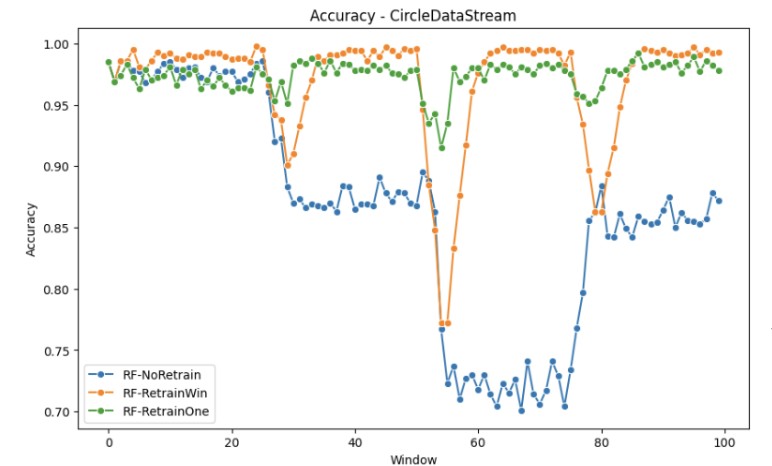 Accuracy - CircleDataStream
1.00
0.95
0.90
0.85
0.80
0.75
0.70
Accuracy
RF-NoRetrain
RF-RetrainWin
RF-RetrainOne
0 20 40 60 80 100
Window